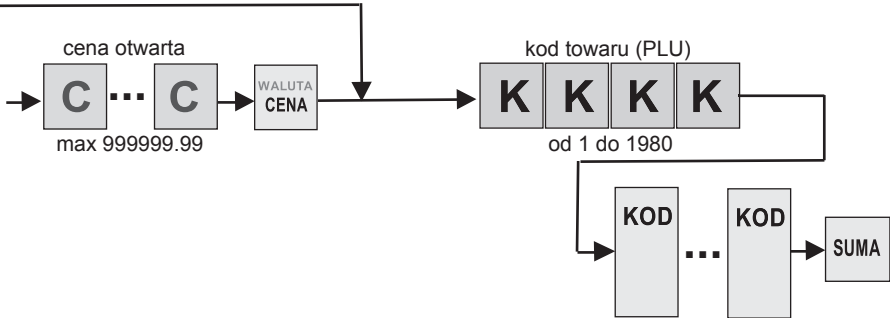 cena otwarta
C ... C
WALUTA
CENA
max 999999.99
kod towaru (PLU)
K K K K
od 1 do 1980
KOD ... KOD
SUMA